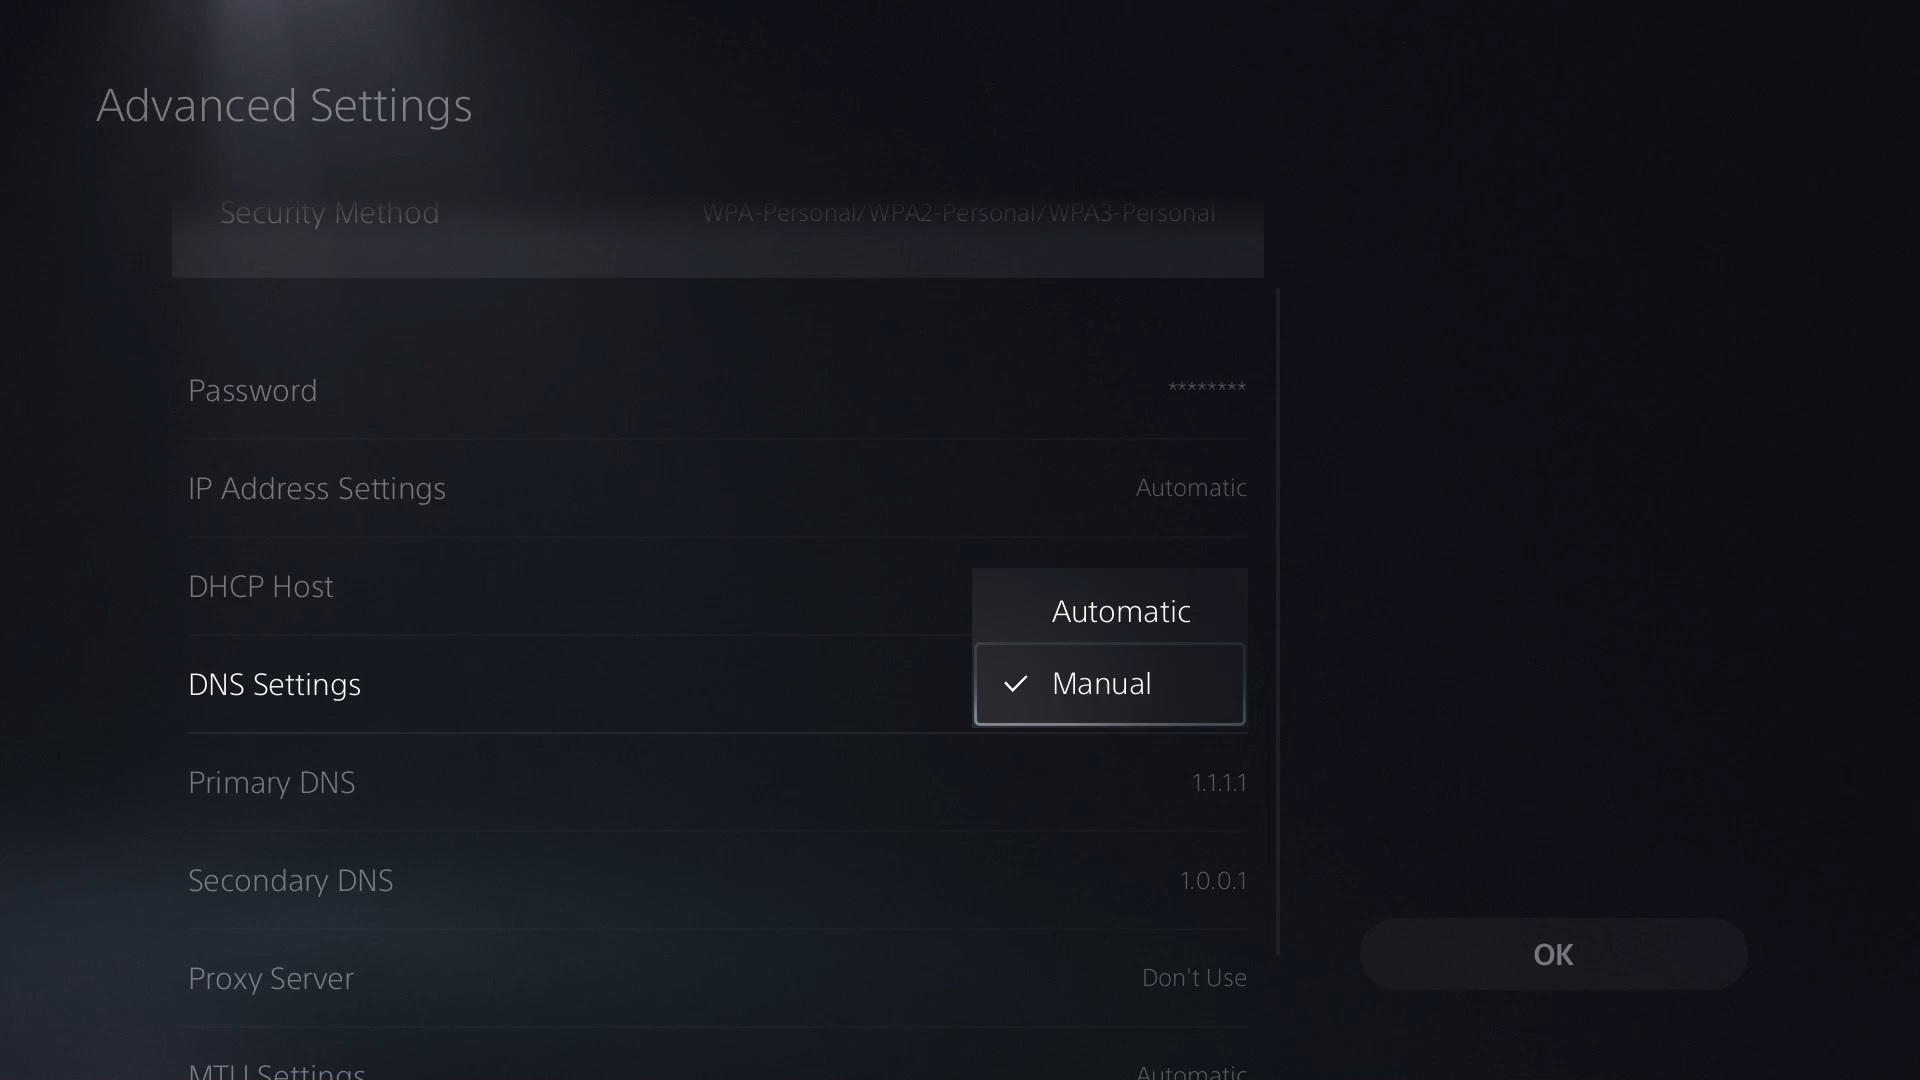 Advanced Settings
Security Method WPA-Personal/WPA2-Personal/WPA3-Personal
Password ********
IP Address Settings Automatic
DHCP Host
Automatic
DNS Settings
Manual
Primary DNS 1.1.1.1
Secondary DNS 1.0.0.1
OK
Proxy Server Don't Use
MTU Settings Automatic